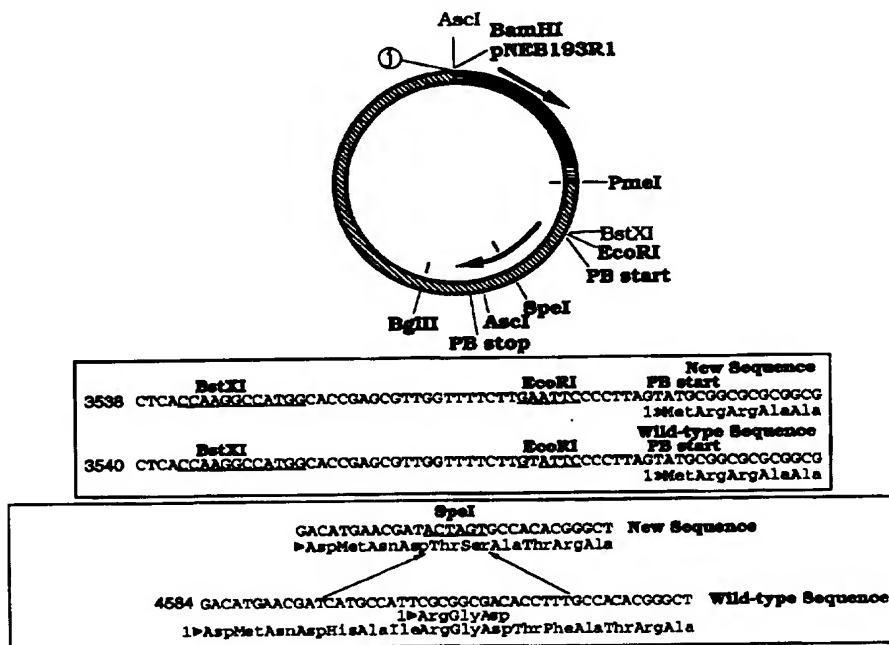 AscI
BamHI
pNEB193R1
1
PmeI
BstXI
EcoRI
PB start
SpeI
AscI
PB stop
BglII
New Sequence
BstXI EcoRI PB start
3538 CTCACCAAGGCCATGGCACCGAGCGTTGGTTTTTCTTGAATTCCCCTTAGTATGCGGCGCGCGGCG
1►MetArgArgAlaAla
Wild-type Sequence
BstXI EcoRI PB start
3540 CTCACCAAGGCCATGGCACCGAGCGTTGGTTTTTCTTGTATTCCCCTTAGTATGCGGCGCGCGGCG
1►MetArgArgAlaAla
SpeI
GACATGAACGATACTAGTGCCACACGGGCT New Sequence
►AspMetAsnAspThrSerAlaThrArgAla
4584 GACATGAACGATCATGCCATTCGCGGCGACACCTTTGCCACACGGGCT Wild-type Sequence
1►ArgGlyAsp
1►AspMetAsnAspHisAlaIleArgGlyAspThrPheAlaThrArgAla